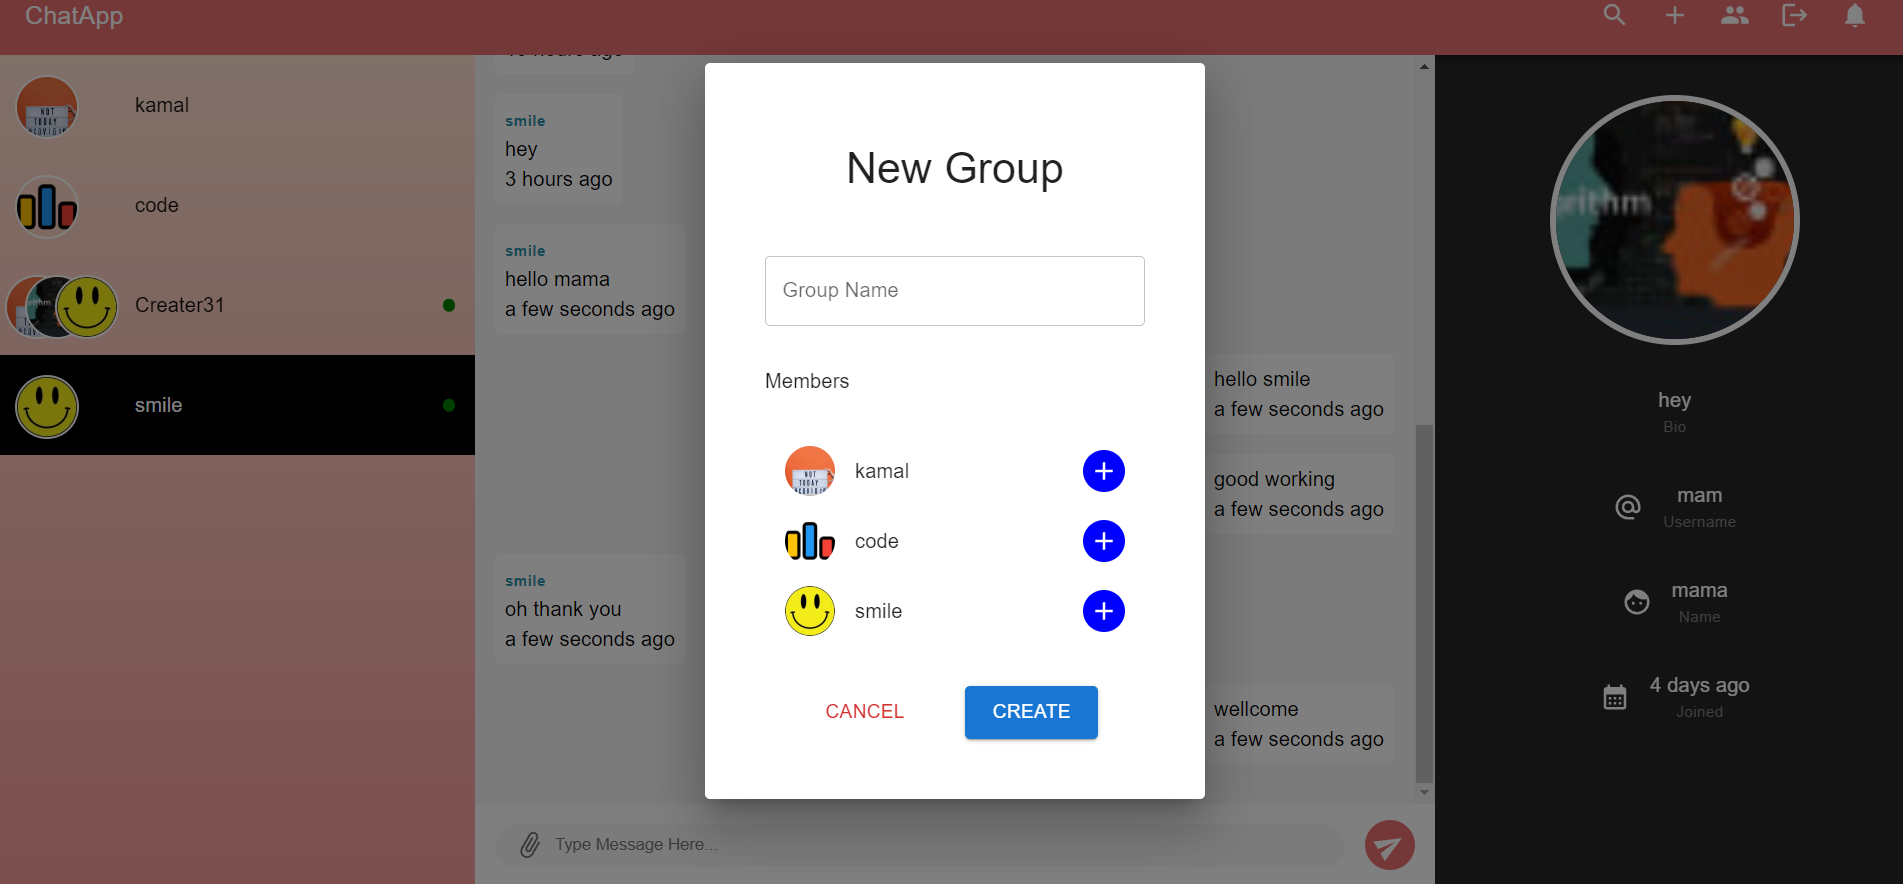 ChatApp
kamal
code
Creater31
smile
smile
hey
3 hours ago
smile
hello mama
a few seconds ago
hello smile
a few seconds ago
good working
a few seconds ago
smile
oh thank you
a few seconds ago
wellcome
a few seconds ago
Type Message Here...
New Group
Group Name
Members
NOT
TODAY
#COVID19
kamal
code
smile
CANCEL
CREATE
hey
Bio
mam
Username
mama
Name
4 days ago
Joined